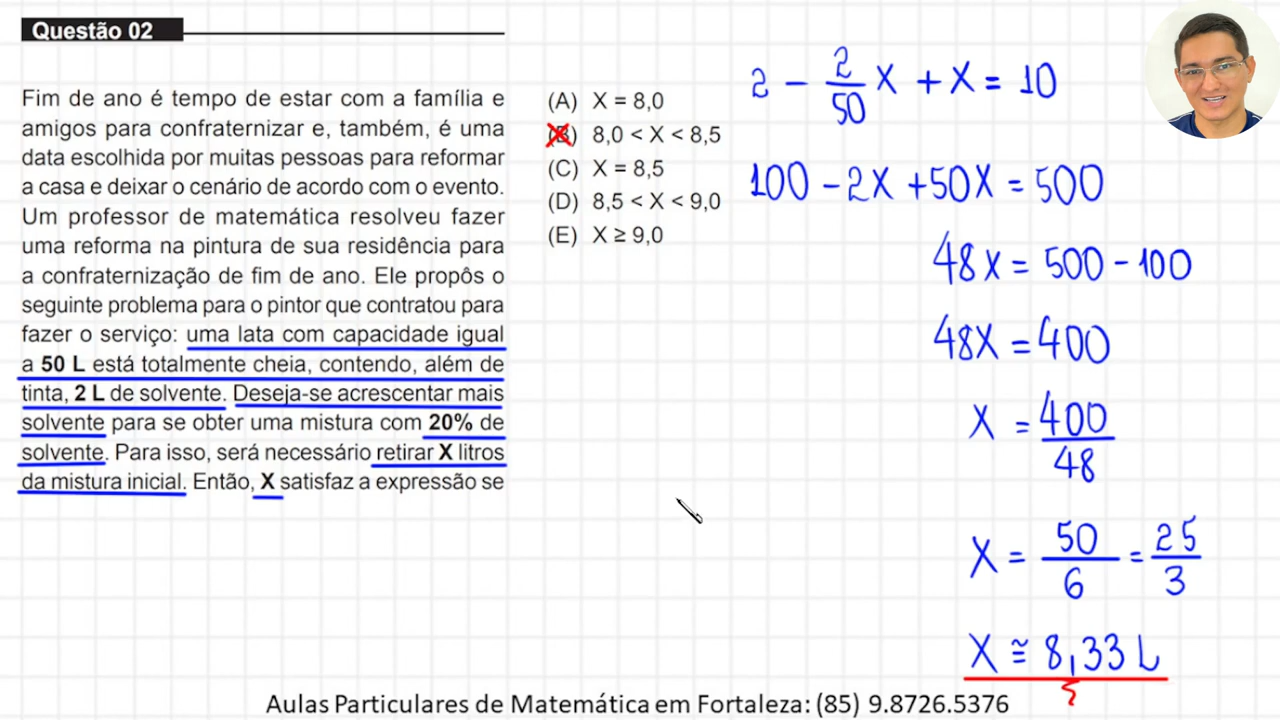 Questão 02
Fim de ano é tempo de estar com a família e
amigos para confraternizar e, também, é uma
data escolhida por muitas pessoas para reformar
a casa e deixar o cenário de acordo com o evento.
Um professor de matemática resolveu fazer
uma reforma na pintura de sua residência para
a confraternização de fim de ano. Ele propôs o
seguinte problema para o pintor que contratou para
fazer o serviço: uma lata com capacidade igual
a 50 L está totalmente cheia, contendo, além de
tinta, 2 L de solvente. Deseja-se acrescentar mais
solvente para se obter uma mistura com 20% de
solvente. Para isso, será necessário retirar X litros
da mistura inicial. Então, X satisfaz a expressão se
(A) X = 8,0
(B) 8,0 < X < 8,5
(C) X = 8,5
(D) 8,5 < X < 9,0
(E) X ≥ 9,0
2 - 2/50 X + X = 10
100 - 2X + 50X = 500
48X = 500 - 100
48X = 400
X = 400/48
X = 50/6 = 25/3
X ≅ 8,33 L
Aulas Particulares de Matemática em Fortaleza: (85) 9.8726.5376